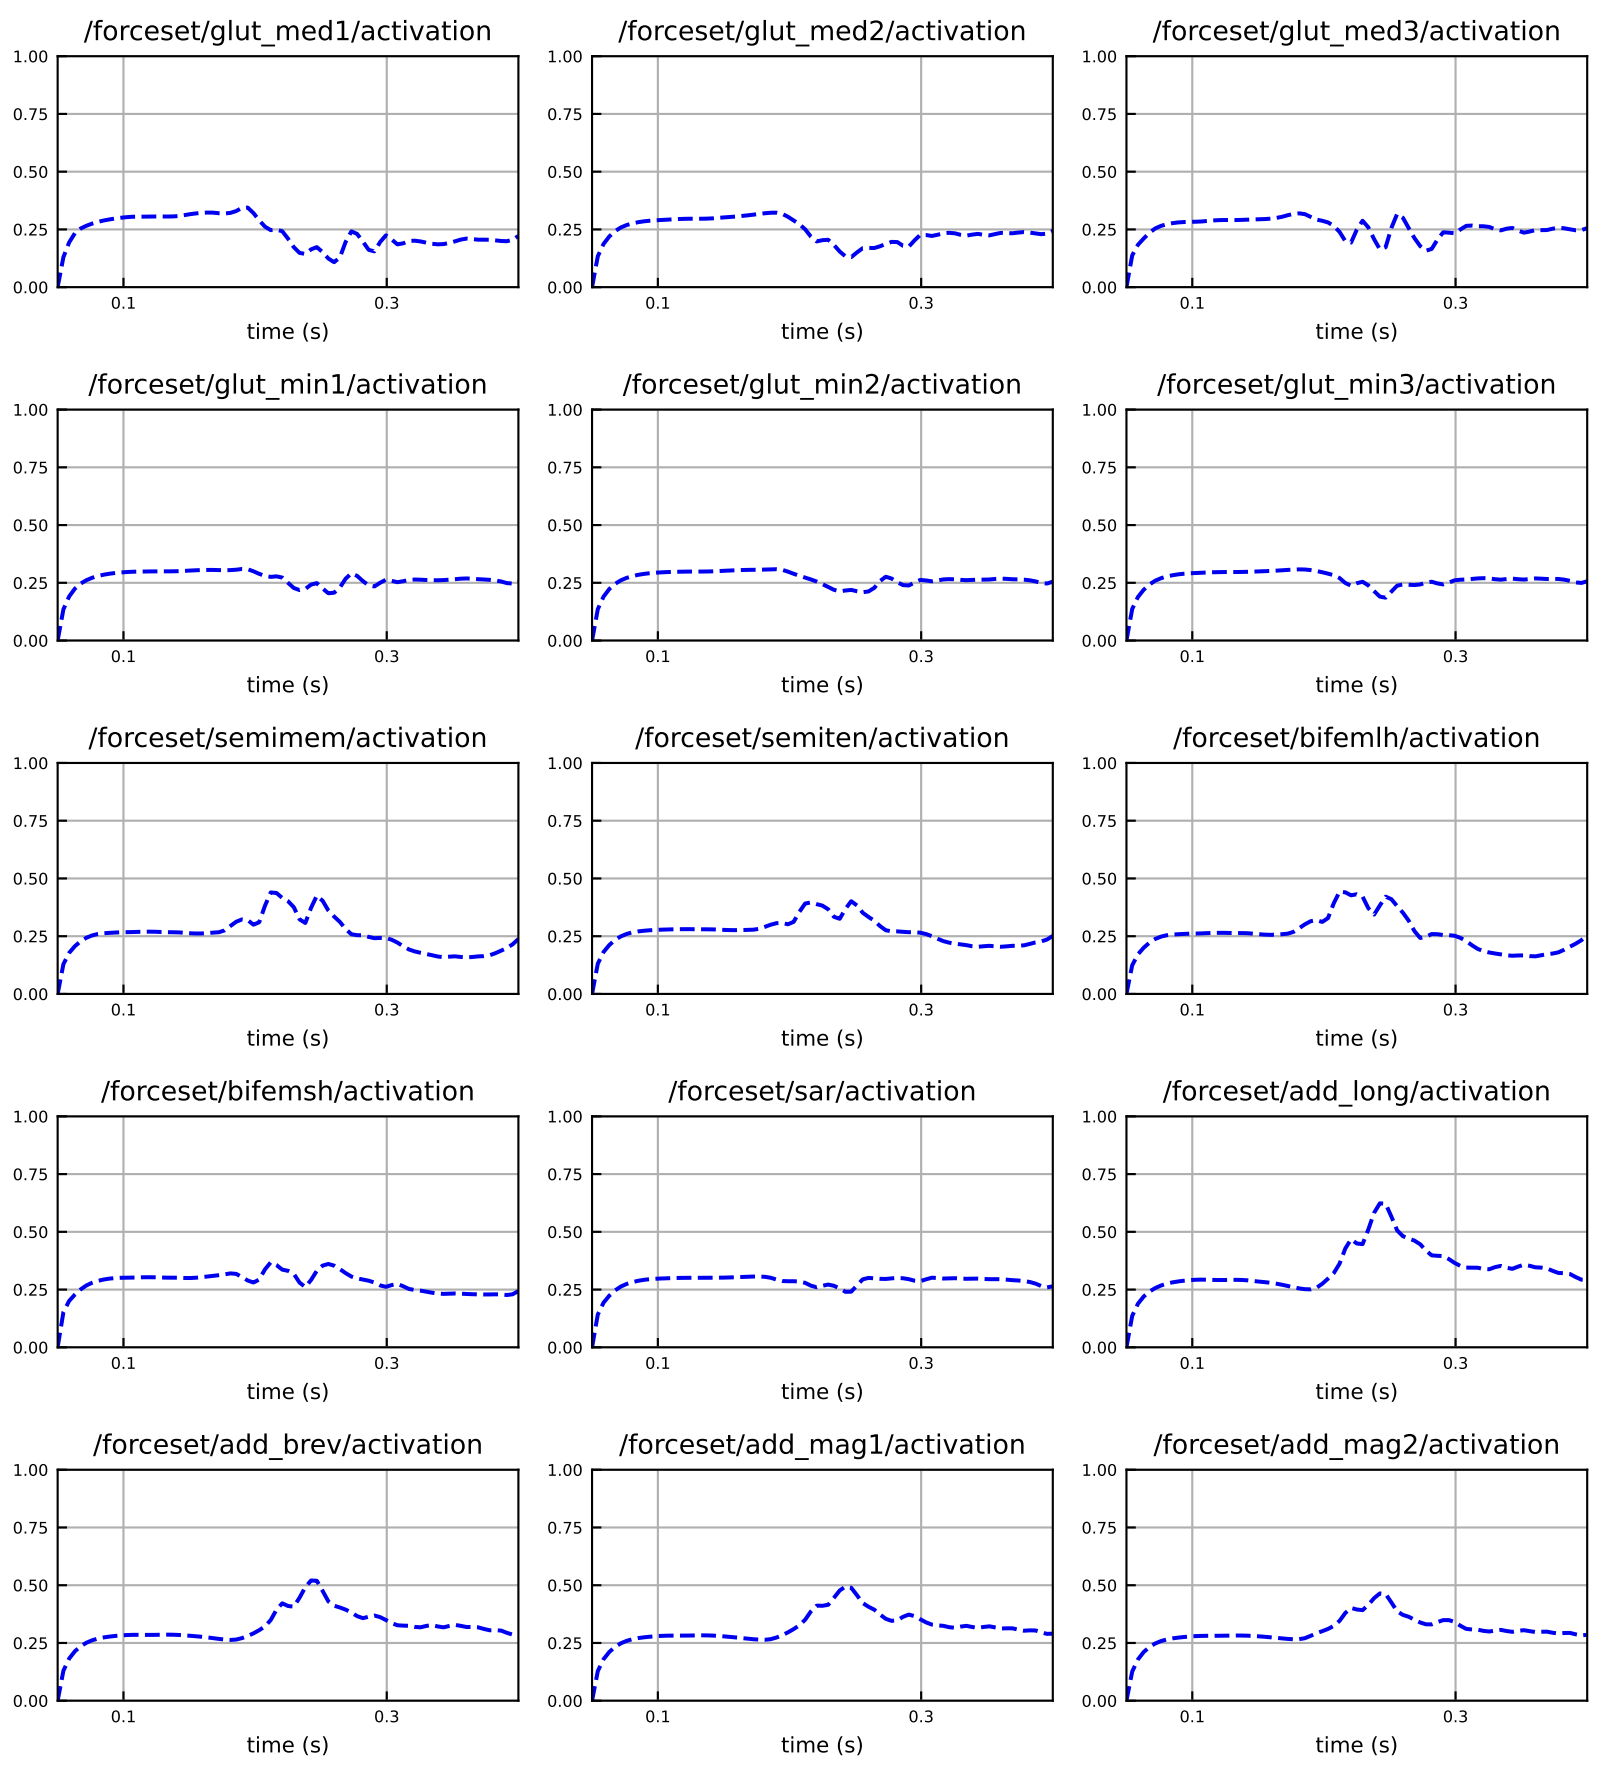 /forceset/glut_med1/activation /forceset/glut_med2/activation /forceset/glut_med3/activation
1.00 1.00 1.00
0.75 0.75 0.75
0.50 0.50 0.50
0.25 0.25 0.25
0.00 0.00 0.00
0.1 0.3 0.1 0.3 0.1 0.3
time (s) time (s) time (s)
/forceset/glut_min1/activation /forceset/glut_min2/activation /forceset/glut_min3/activation
1.00 1.00 1.00
0.75 0.75 0.75
0.50 0.50 0.50
0.25 0.25 0.25
0.00 0.00 0.00
0.1 0.3 0.1 0.3 0.1 0.3
time (s) time (s) time (s)
/forceset/semimem/activation /forceset/semiten/activation /forceset/bifemlh/activation
1.00 1.00 1.00
0.75 0.75 0.75
0.50 0.50 0.50
0.25 0.25 0.25
0.00 0.00 0.00
0.1 0.3 0.1 0.3 0.1 0.3
time (s) time (s) time (s)
/forceset/bifemsh/activation /forceset/sar/activation /forceset/add_long/activation
1.00 1.00 1.00
0.75 0.75 0.75
0.50 0.50 0.50
0.25 0.25 0.25
0.00 0.00 0.00
0.1 0.3 0.1 0.3 0.1 0.3
time (s) time (s) time (s)
/forceset/add_brev/activation /forceset/add_mag1/activation /forceset/add_mag2/activation
1.00 1.00 1.00
0.75 0.75 0.75
0.50 0.50 0.50
0.25 0.25 0.25
0.00 0.00 0.00
0.1 0.3 0.1 0.3 0.1 0.3
time (s) time (s) time (s)